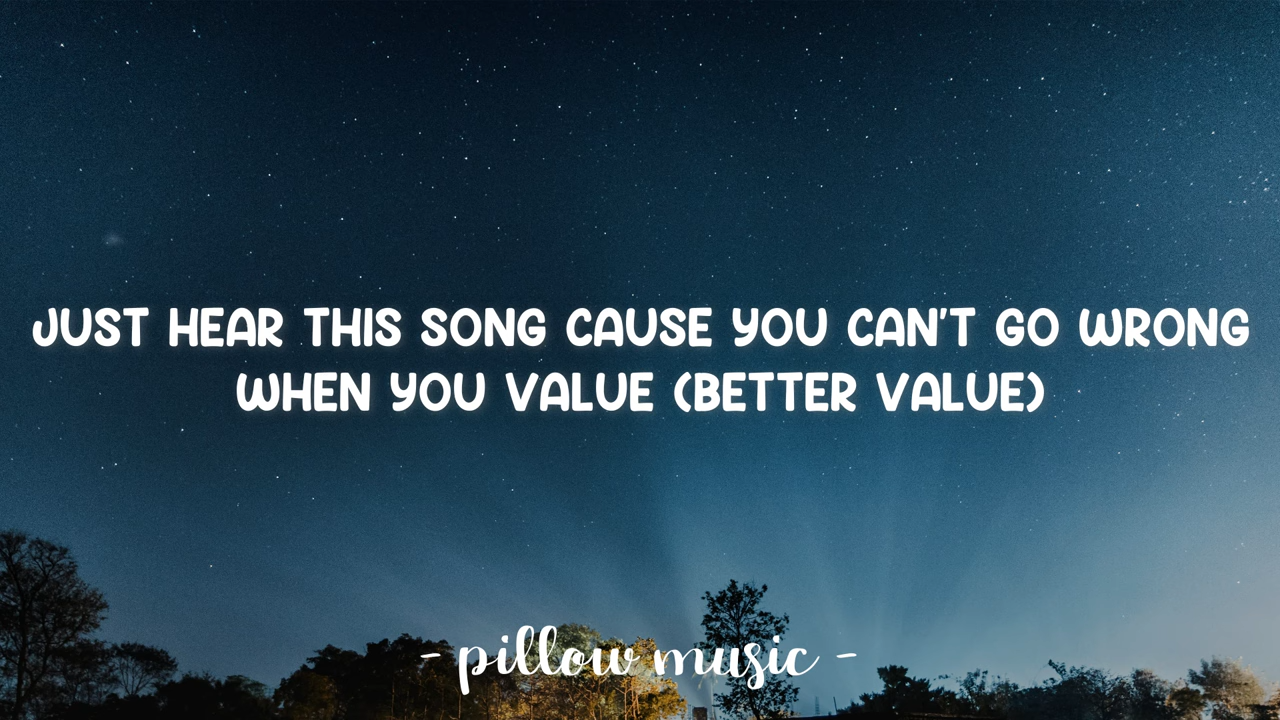 JUST HEAR THIS SONG CAUSE YOU CAN'T GO WRONG
WHEN YOU VALUE (BETTER VALUE)
- pillow music -